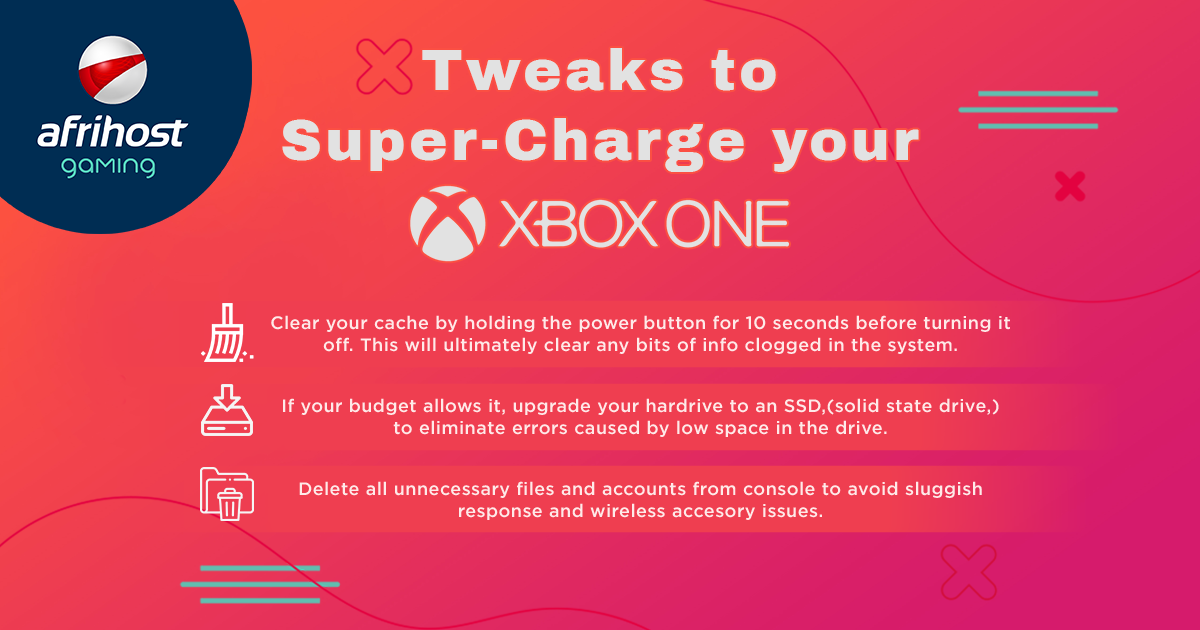 afrihost
gaming
Tweaks to
Super-Charge your
XBOX ONE
Clear your cache by holding the power button for 10 seconds before turning it
off. This will ultimately clear any bits of info clogged in the system.
If your budget allows it, upgrade your hardrive to an SSD,(solid state drive,)
to eliminate errors caused by low space in the drive.
Delete all unnecessary files and accounts from console to avoid sluggish
response and wireless accesory issues.